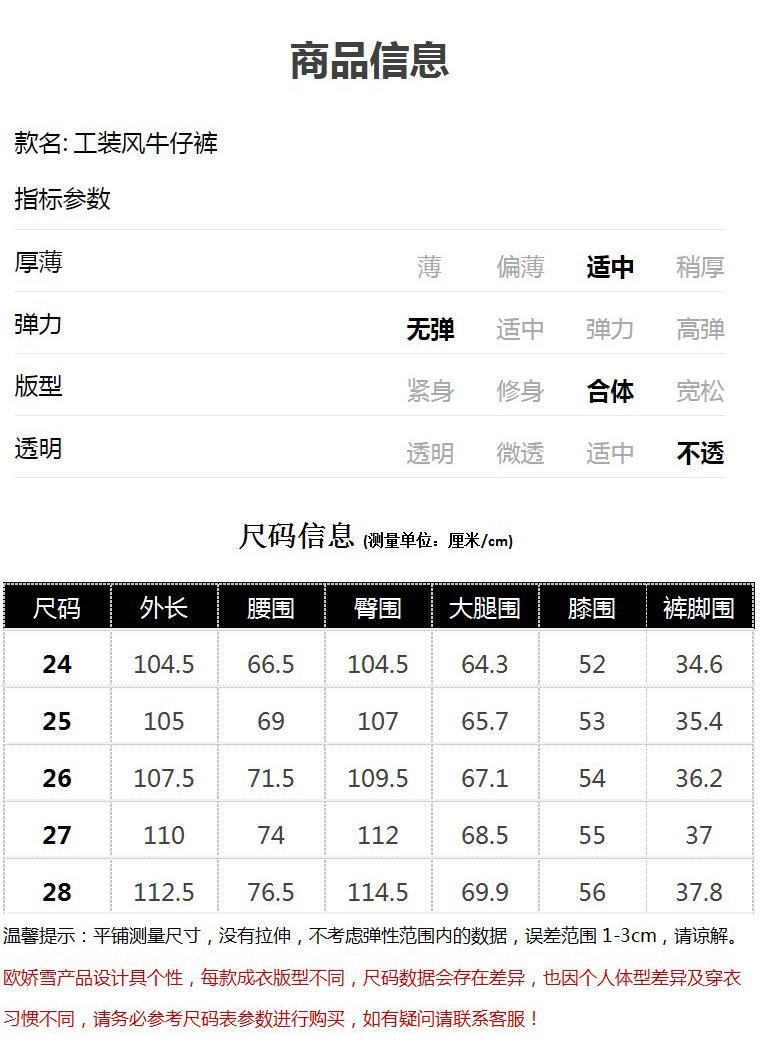 商品信息
款名: 工装风牛仔裤
指标参数
厚薄 薄 偏薄 适中 稍厚
弹力 无弹 适中 弹力 高弹
版型 紧身 修身 合体 宽松
透明 透明 微透 适中 不透
尺码信息 (测量单位：厘米/cm)
尺码 外长 腰围 臀围 大腿围 膝围 裤脚围
24 104.5 66.5 104.5 64.3 52 34.6
25 105 69 107 65.7 53 35.4
26 107.5 71.5 109.5 67.1 54 36.2
27 110 74 112 68.5 55 37
28 112.5 76.5 114.5 69.9 56 37.8
温馨提示：平铺测量尺寸，没有拉伸，不考虑弹性范围内的数据，误差范围 1-3cm，请谅解。
欧娇雪产品设计具个性，每款成衣版型不同，尺码数据会存在差异，也因个人体型差异及穿衣
习惯不同，请务必参考尺码表参数进行购买，如有疑问请联系客服！